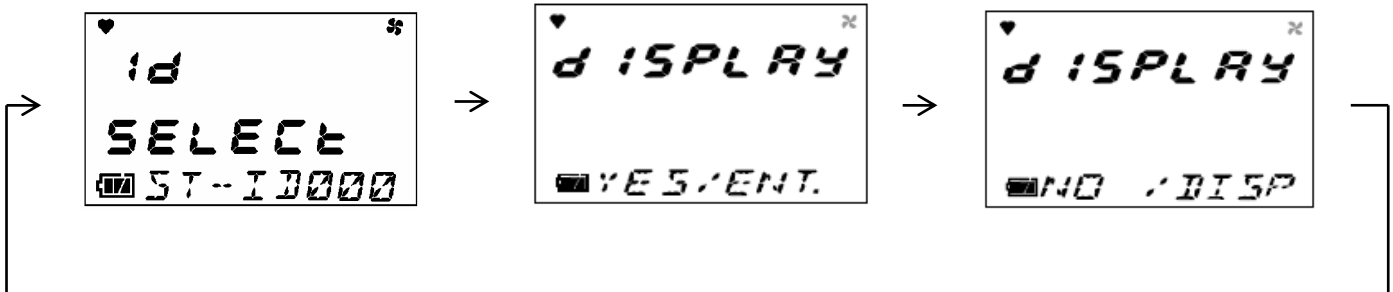 id
SELECt
ST-ID000
dISPLAY
YES/ENT.
dISPLAY
NO /DISP